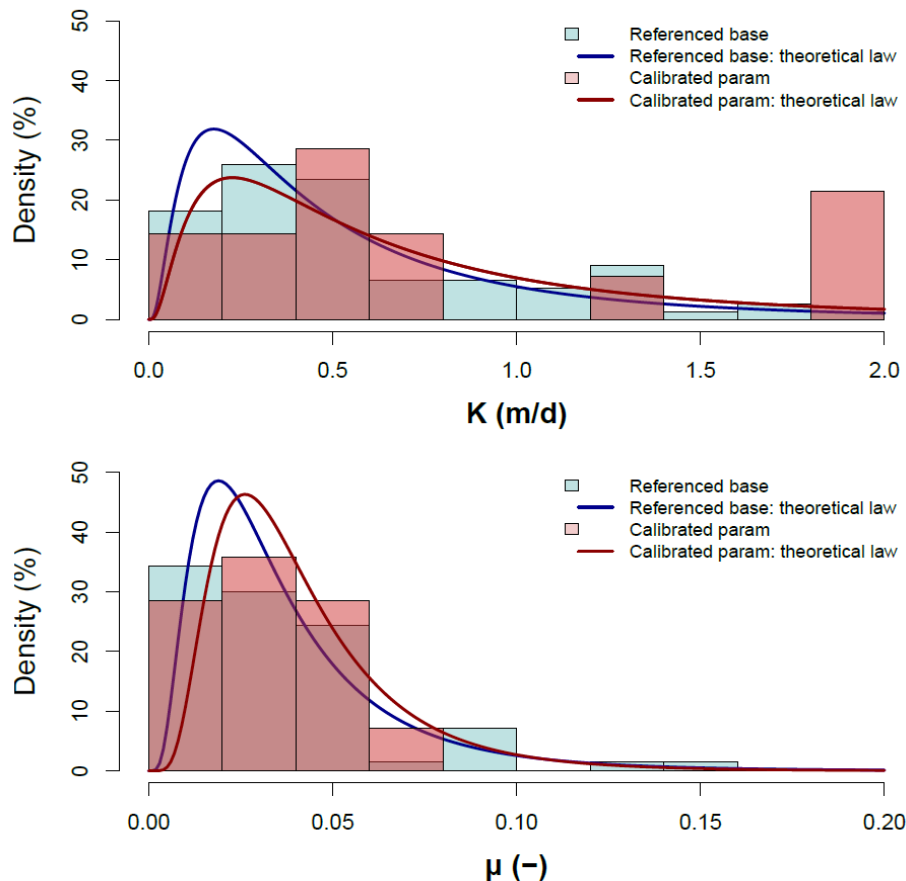 50
40
30
20
10
0
Density (%)
Referenced base
Referenced base: theoretical law
Calibrated param
Calibrated param: theoretical law
0.0 0.5 1.0 1.5 2.0
K (m/d)
50
40
30
20
10
0
Density (%)
Referenced base
Referenced base: theoretical law
Calibrated param
Calibrated param: theoretical law
0.00 0.05 0.10 0.15 0.20
μ (−)